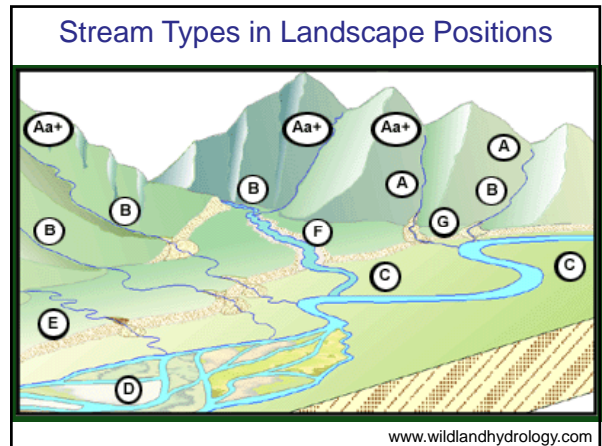 Stream Types in Landscape Positions
Aa+
Aa+
Aa+
A
A
B
B
B
B
G
F
C
C
E
D
www.wildlandhydrology.com